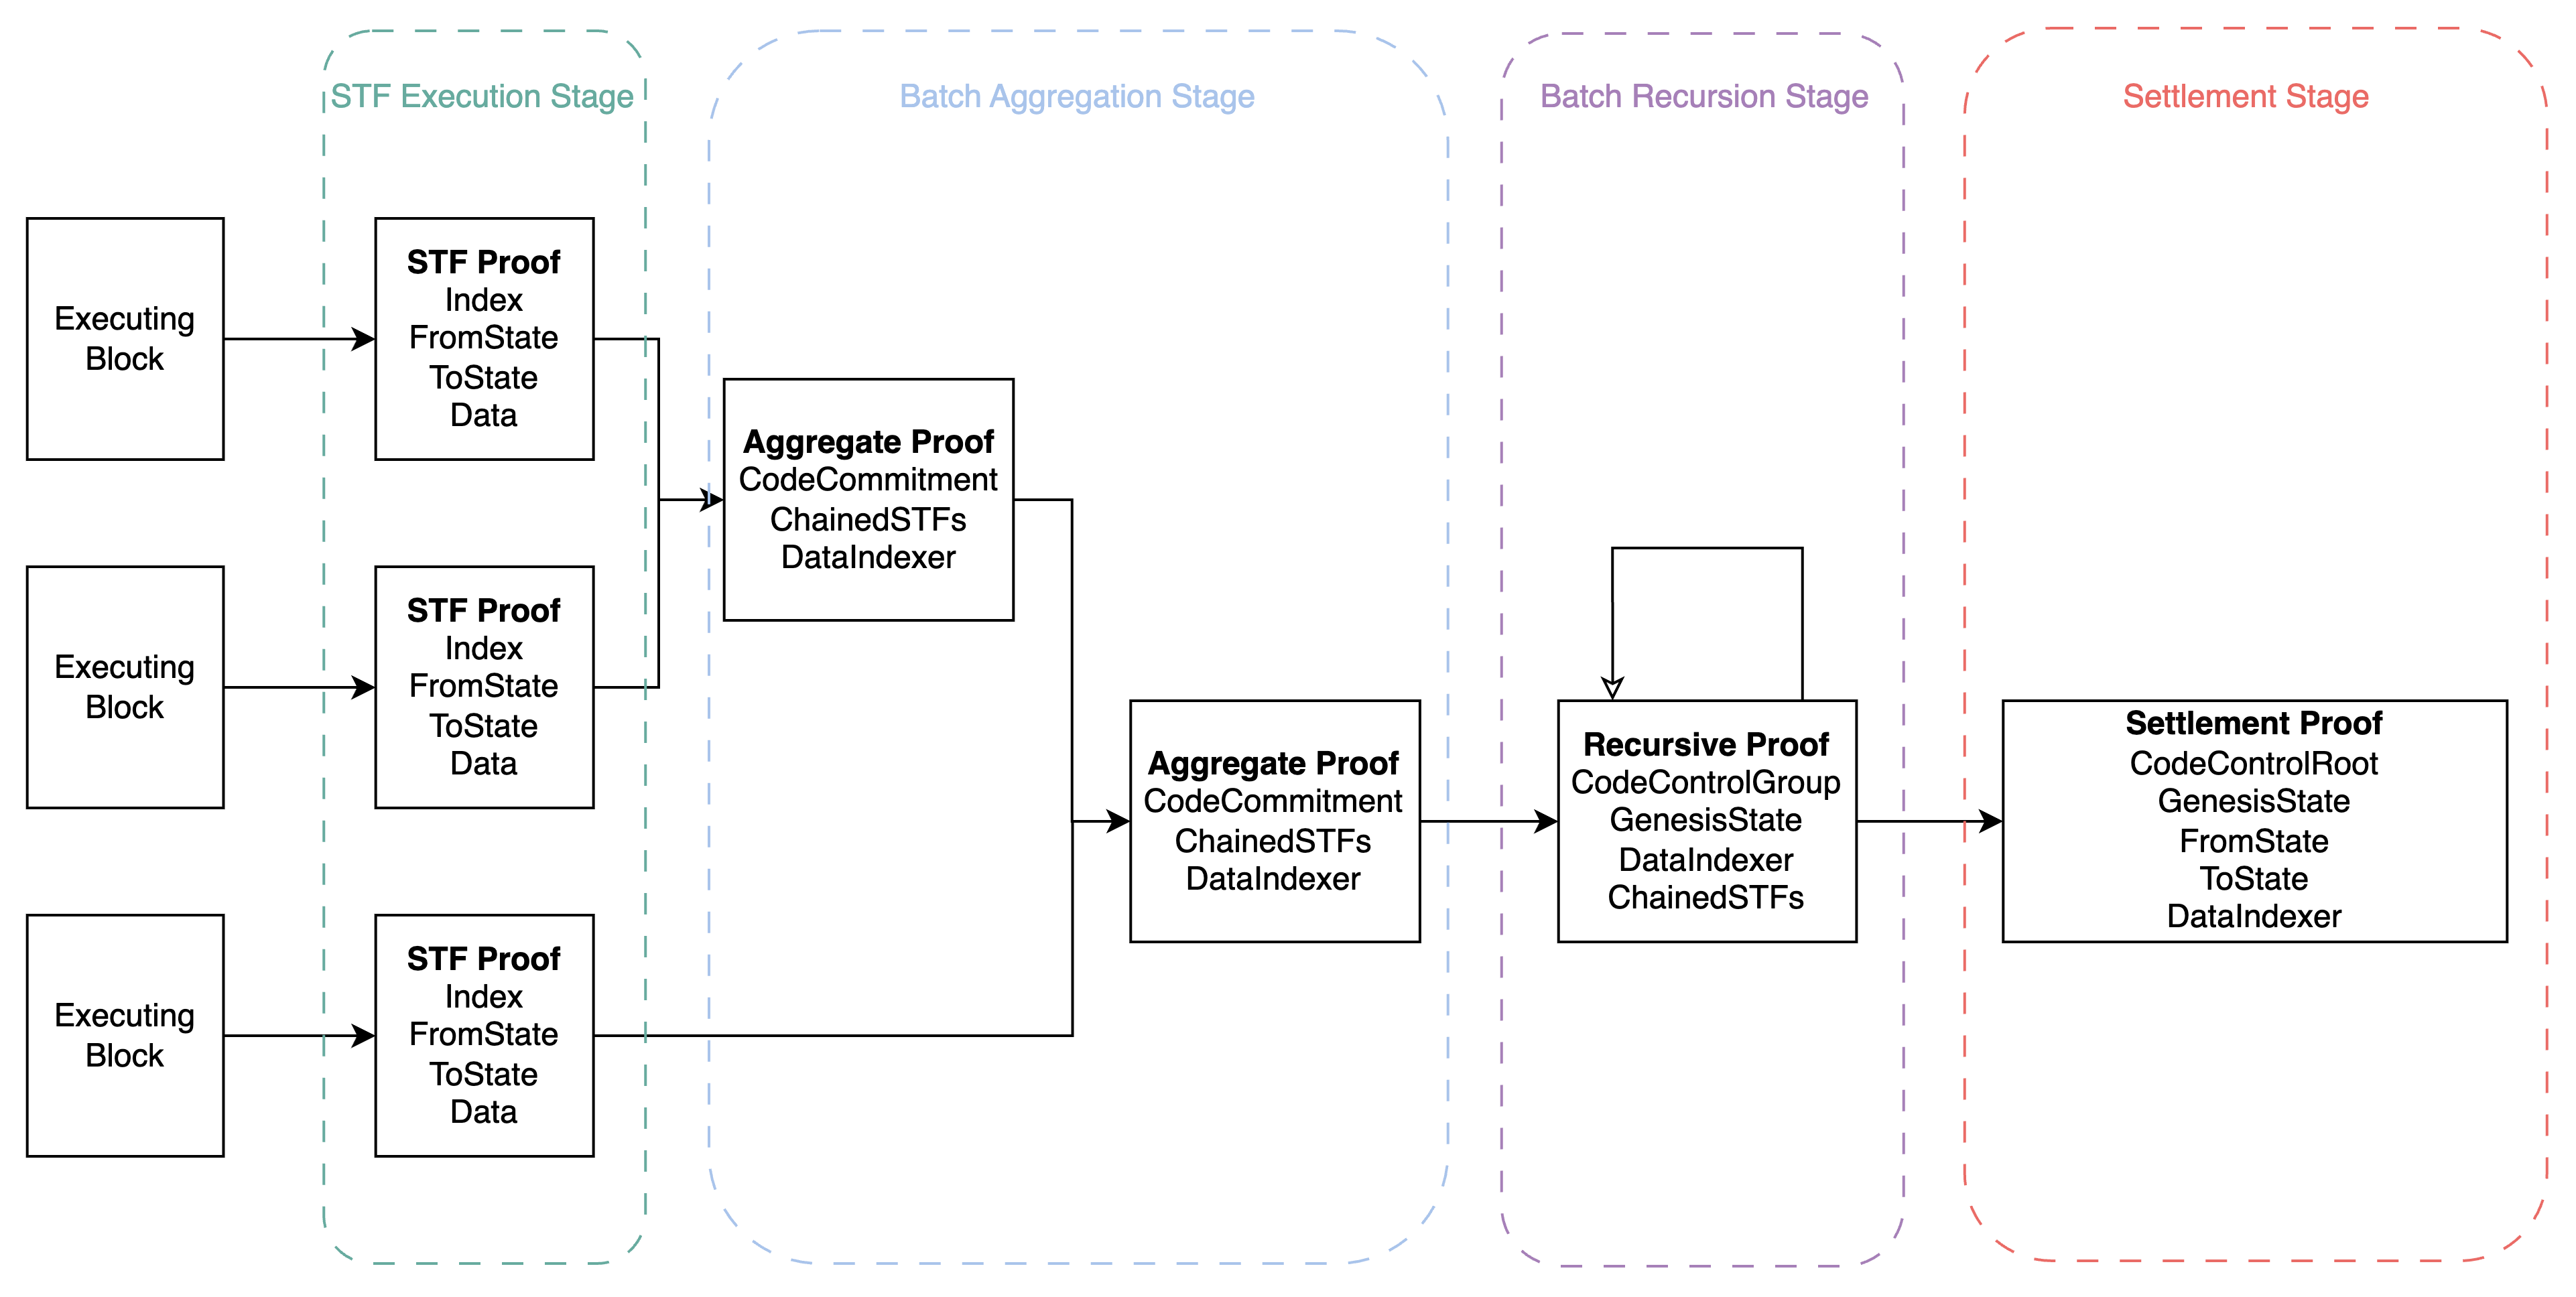 STF Execution Stage
Batch Aggregation Stage
Batch Recursion Stage
Settlement Stage
Executing
Block
STF Proof
Index
FromState
ToState
Data
Executing
Block
STF Proof
Index
FromState
ToState
Data
Executing
Block
STF Proof
Index
FromState
ToState
Data
Aggregate Proof
CodeCommitment
ChainedSTFs
DataIndexer
Aggregate Proof
CodeCommitment
ChainedSTFs
DataIndexer
Recursive Proof
CodeControlGroup
GenesisState
DataIndexer
ChainedSTFs
Settlement Proof
CodeControlRoot
GenesisState
FromState
ToState
DataIndexer